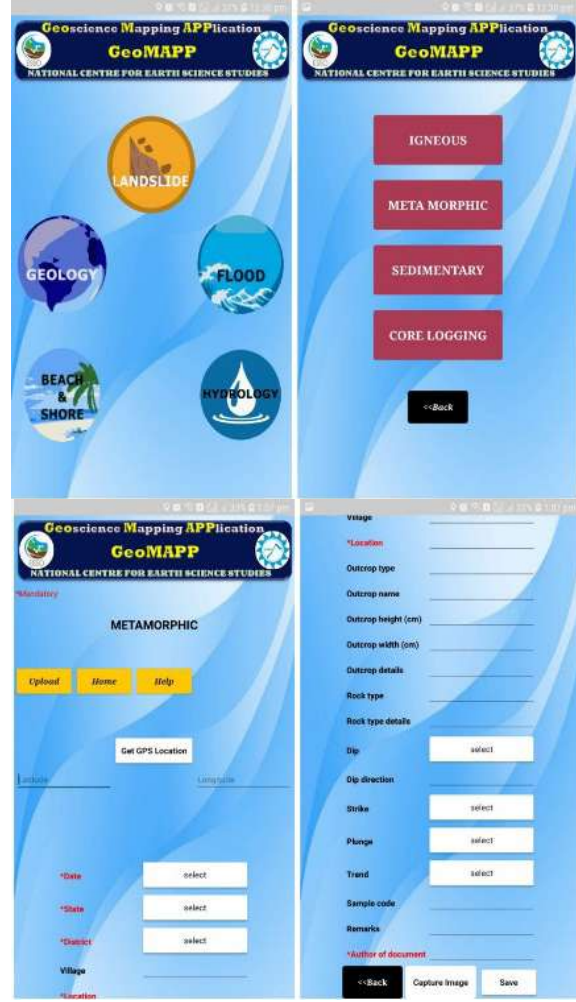 Geoscience Mapping APPlication
GeoMAPP
NATIONAL CENTRE FOR EARTH SCIENCE STUDIES
LANDSLIDE
GEOLOGY
FLOOD
BEACH
&
SHORE
HYDROLOGY
Geoscience Mapping APPlication
GeoMAPP
NATIONAL CENTRE FOR EARTH SCIENCE STUDIES
IGNEOUS
META MORPHIC
SEDIMENTARY
CORE LOGGING
<<Back
Geoscience Mapping APPlication
GeoMAPP
NATIONAL CENTRE FOR EARTH SCIENCE STUDIES
*Mandatory
METAMORPHIC
Upload Home Help
Get GPS Location
Latitude Longitude
*Date select
*State select
*District select
Village
*Location
Village
*Location
Outcrop type
Outcrop name
Outcrop height (cm)
Outcrop width (cm)
Outcrop details
Rock type
Rock type details
Dip select
Dip direction
Strike select
Plunge select
Trend select
Sample code
Remarks
*Author of document
<<Back Capture Image Save